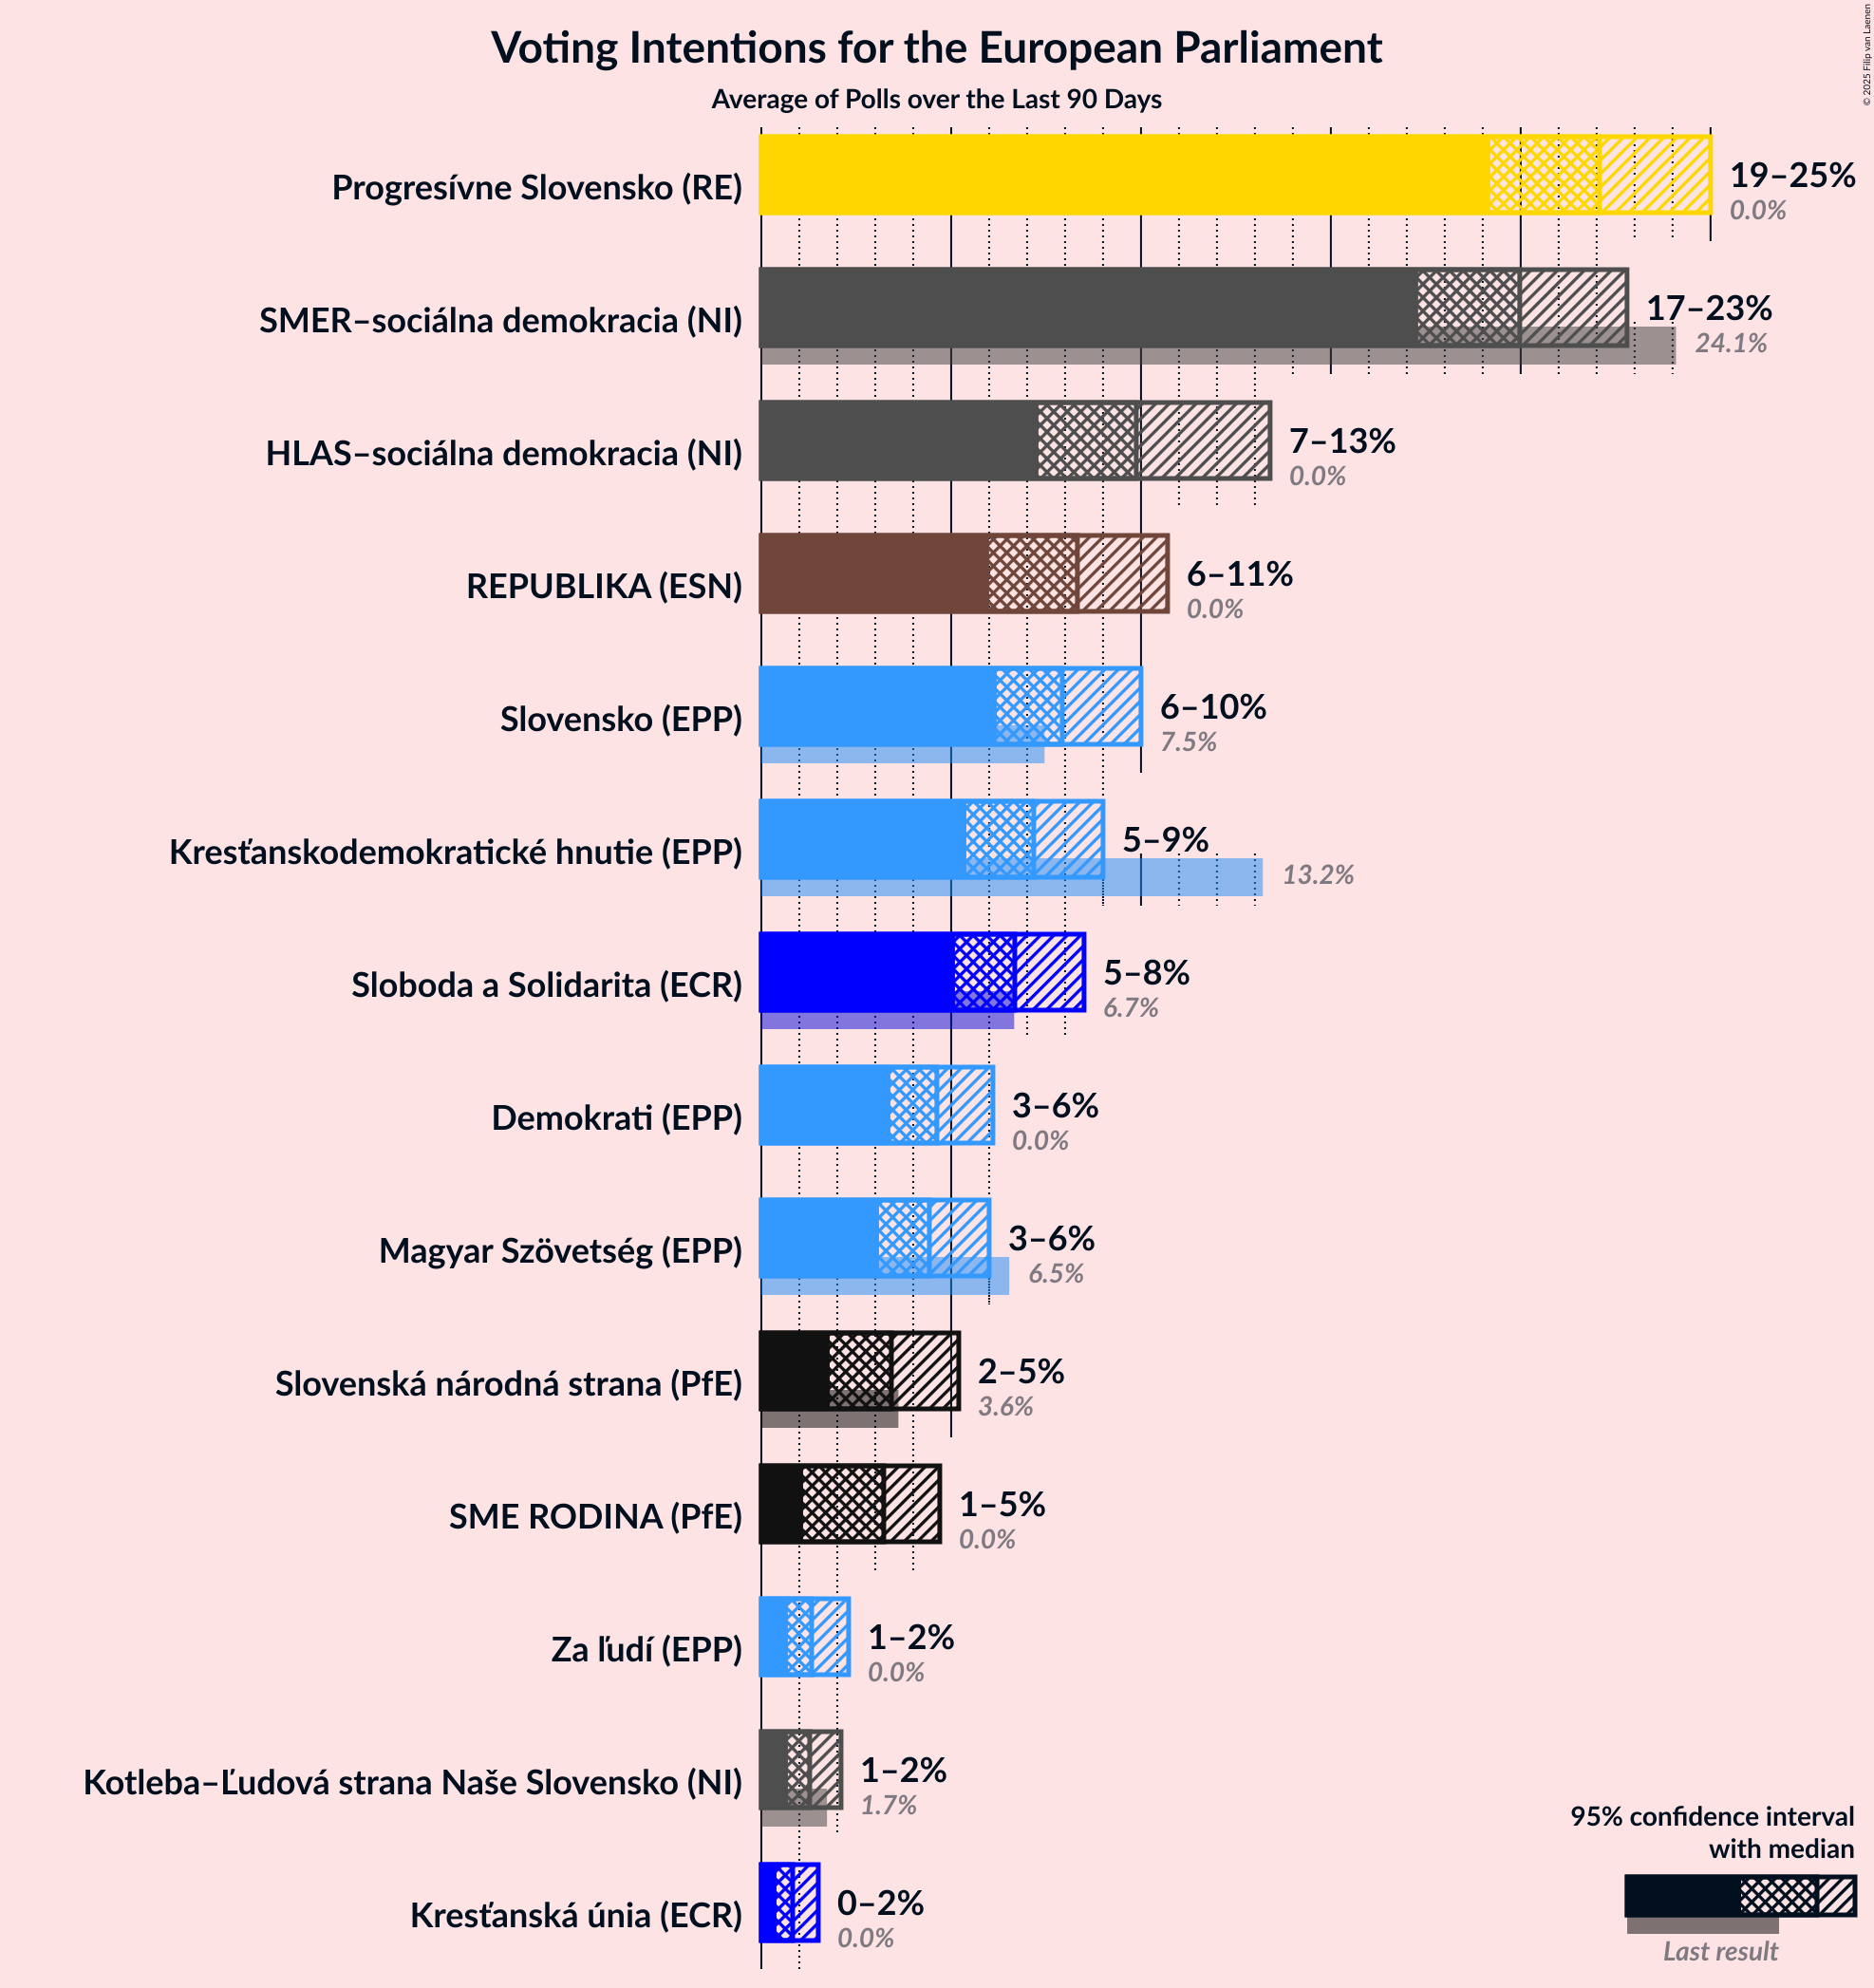 Voting Intentions for the European Parliament
Average of Polls over the Last 90 Days
© 2025 Filip van Laenen
Progresívne Slovensko (RE)
19–25%
0.0%
SMER–sociálna demokracia (NI)
17–23%
24.1%
HLAS–sociálna demokracia (NI)
7–13%
0.0%
REPUBLIKA (ESN)
6–11%
0.0%
Slovensko (EPP)
6–10%
7.5%
Kresťanskodemokratické hnutie (EPP)
5–9%
13.2%
Sloboda a Solidarita (ECR)
5–8%
6.7%
Demokrati (EPP)
3–6%
0.0%
Magyar Szövetség (EPP)
3–6%
6.5%
Slovenská národná strana (PfE)
2–5%
3.6%
SME RODINA (PfE)
1–5%
0.0%
Za ľudí (EPP)
1–2%
0.0%
Kotleba–Ľudová strana Naše Slovensko (NI)
1–2%
1.7%
Kresťanská únia (ECR)
0–2%
0.0%
95% confidence interval
with median
Last result